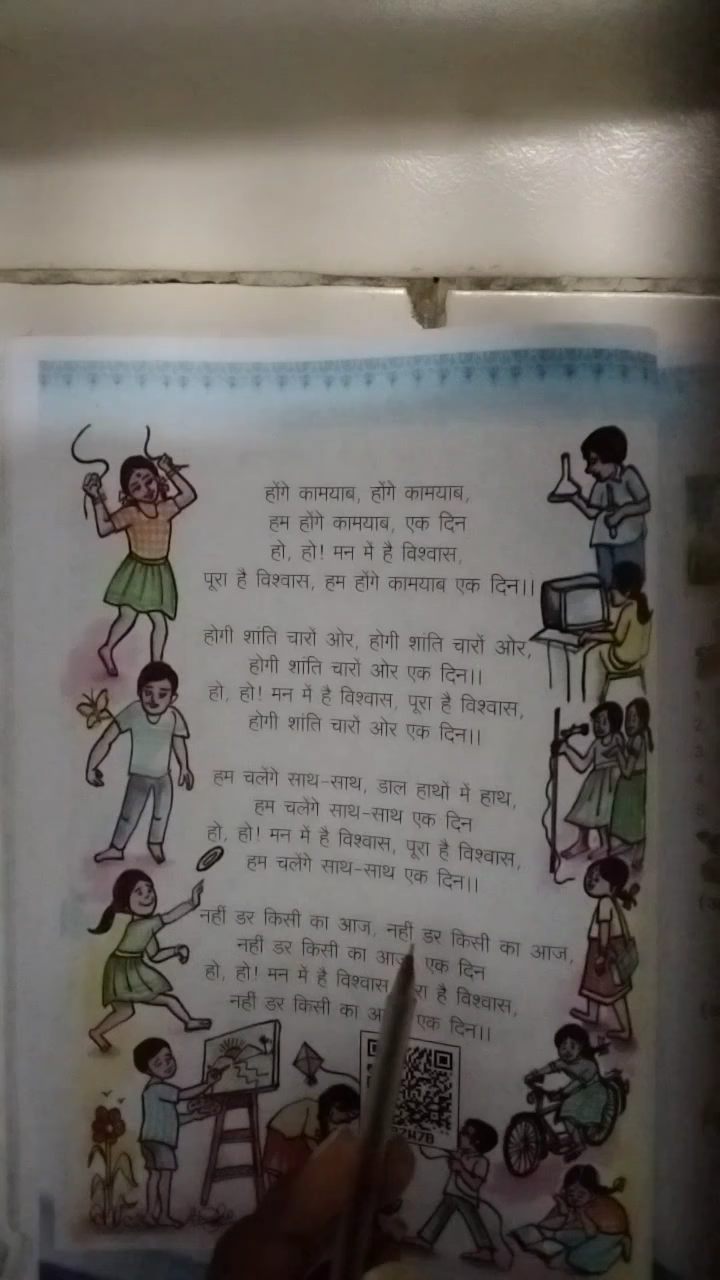 होंगे कामयाब, होंगे कामयाब,
हम होंगे कामयाब, एक दिन
हो, हो! मन में है विश्वास,
पूरा है विश्वास, हम होंगे कामयाब एक दिन।।
होगी शांति चारों ओर, होगी शांति चारों ओर,
होगी शांति चारों ओर एक दिन।।
हो, हो! मन में है विश्वास, पूरा है विश्वास,
होगी शांति चारों ओर एक दिन।।
हम चलेंगे साथ-साथ, डाल हाथों में हाथ,
हम चलेंगे साथ-साथ एक दिन
हो, हो! मन में है विश्वास, पूरा है विश्वास,
हम चलेंगे साथ-साथ एक दिन।।
नहीं डर किसी का आज, नहीं डर किसी का आज,
नहीं डर किसी का आज एक दिन
हो, हो! मन में है विश्वास, है विश्वास,
नहीं डर किसी का एक दिन।।